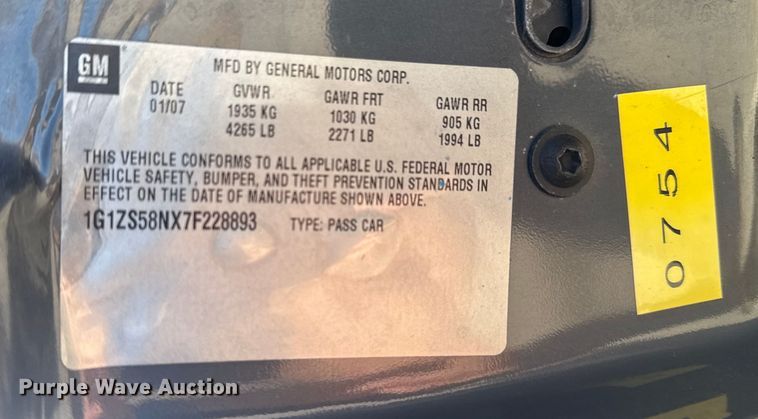 GM
MFD BY GENERAL MOTORS CORP.
DATE GVWR GAWR FRT GAWR RR
01/07 1935 KG 1030 KG 905 KG
4265 LB 2271 LB 1994 LB
THIS VEHICLE CONFORMS TO ALL APPLICABLE U.S. FEDERAL MOTOR
VEHICLE SAFETY, BUMPER, AND THEFT PREVENTION STANDARDS IN
EFFECT ON THE DATE OF MANUFACTURE SHOWN ABOVE.
1G1ZS58NX7F228893 TYPE: PASS CAR
0754
Purple Wave Auction